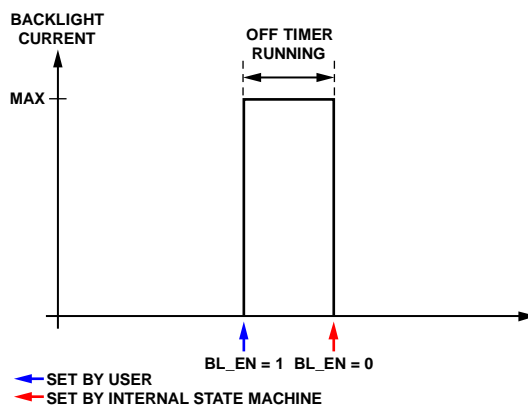 BACKLIGHT
CURRENT
OFF TIMER
RUNNING
MAX
BL_EN = 1 BL_EN = 0
SET BY USER
SET BY INTERNAL STATE MACHINE